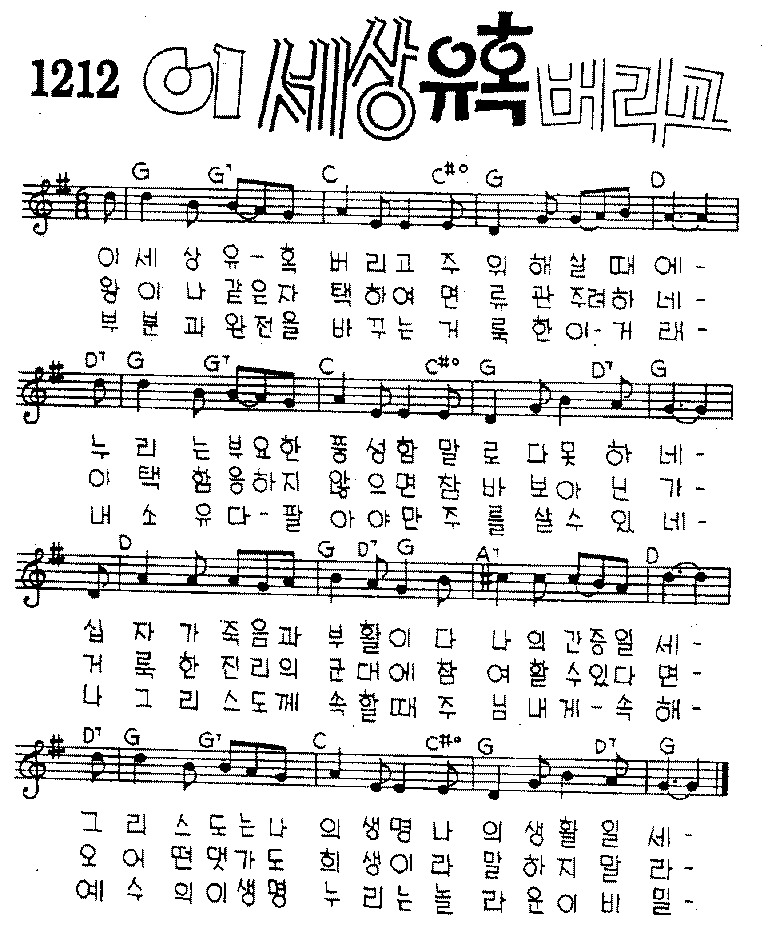 1212 이 세상 유혹 버리고
G G7 C C#° G D
이 세 상 유 - 혹 버 리 고 주 위 해 살 때 에 -
왕 이 나 같은 자 택 하 여 면 류 관 주려 하 네 -
부 분 과 완 전 을 바 꾸 는 거 룩 한 이 - 거 래 -
D7 G G7 C C#° G D7 G
누 리 는 부 요 한 풍 성 함 말 로 다 못 하 네 -
이 택 함 응 하 지 않 으 면 참 바 보 아 닌 가 -
내 소 유 다 - 팔 아 야 만 주 를 살 수 있 네 -
D G D7 G A7 D
십 자 가 죽 음 과 부 활 이 다 나 의 간 증 일 세 -
거 룩 한 진 리 의 군 대 에 참 여 할 수 있 다 면 -
나 그 리 스 도 께 속 할 때 주 님 내 게 - 속 해 -
D7 G G7 C C#° G D7 G
그 리 스 도 는 나 의 생 명 나 의 생 활 일 세 -
오 어 떤 댓 가 도 희 생 이 라 말 하 지 말 라 -
예 수 의 이 생 명 누 리 는 놀 라 운 이 비 밀 -